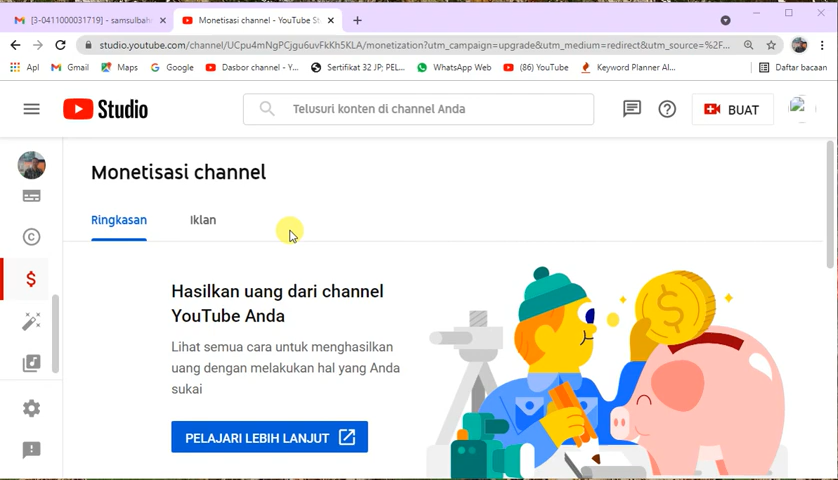 [3-0411000031719] - samsulbah
Monetisasi channel - YouTube St
studio.youtube.com/channel/UCpu4mNgPCjgu6uvFkKh5KLA/monetization?utm_campaign=upgrade&utm_medium=redirect&utm_source=%2F...
Apl
Gmail
Maps
Google
Dasbor channel - Y...
Sertifikat 32 JP; PEL...
WhatsApp Web
(86) YouTube
Keyword Planner Al...
Daftar bacaan
Studio
Telusuri konten di channel Anda
BUAT
Monetisasi channel
Ringkasan
Iklan
Hasilkan uang dari channel
YouTube Anda
Lihat semua cara untuk menghasilkan
uang dengan melakukan hal yang Anda
sukai
PELAJARI LEBIH LANJUT